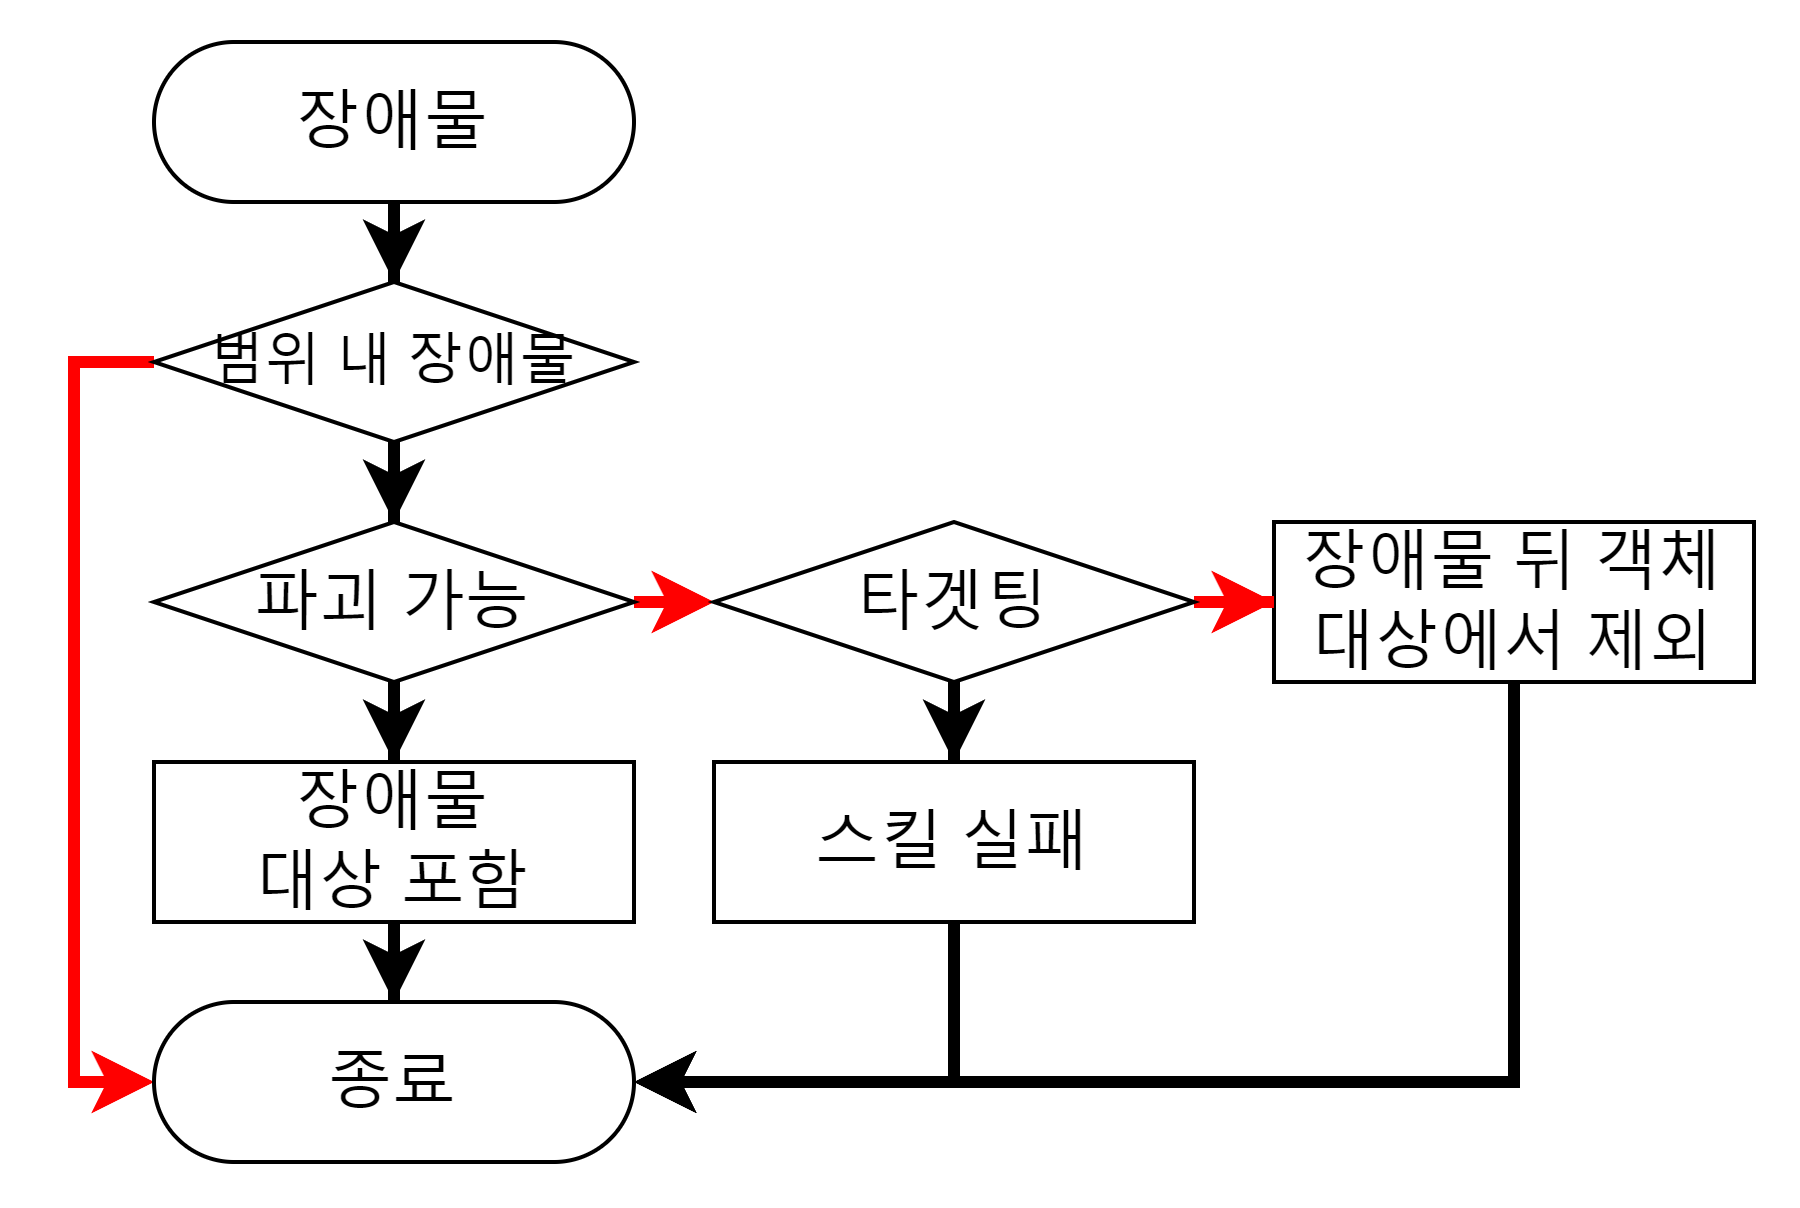 장애물
범위 내 장애물
파괴 가능
타겟팅
장애물 뒤 객체
대상에서 제외
장애물
대상 포함
스킬 실패
종료